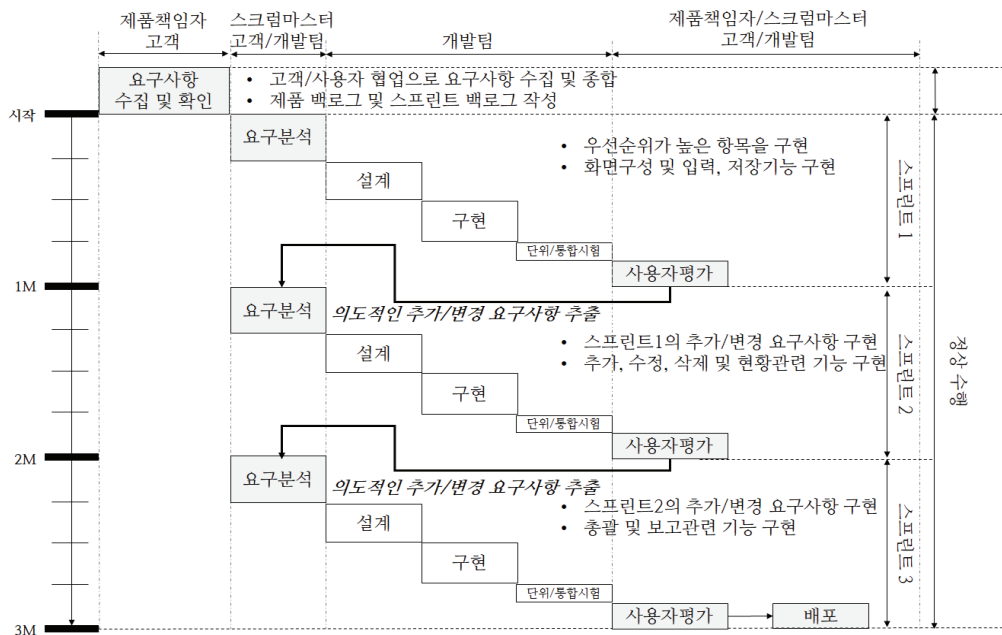 제품책임자
고객
스크럼마스터
고객/개발팀
개발팀
제품책임자/스크럼마스터
고객/개발팀
요구사항
수집 및 확인
• 고객/사용자 협업으로 요구사항 수집 및 종합
• 제품 백로그 및 스프린트 백로그 작성
시작
요구분석
• 우선순위가 높은 항목을 구현
• 화면구성 및 입력, 저장기능 구현
설계
구현
단위/통합시험
사용자평가
스프린트 1
1M
요구분석
의도적인 추가/변경 요구사항 추출
• 스프린트1의 추가/변경 요구사항 구현
• 추가, 수정, 삭제 및 현황관련 기능 구현
설계
구현
단위/통합시험
사용자평가
스프린트 2
정상 수행
2M
요구분석
의도적인 추가/변경 요구사항 추출
• 스프린트2의 추가/변경 요구사항 구현
• 총괄 및 보고관련 기능 구현
설계
구현
단위/통합시험
사용자평가
배포
스프린트 3
3M